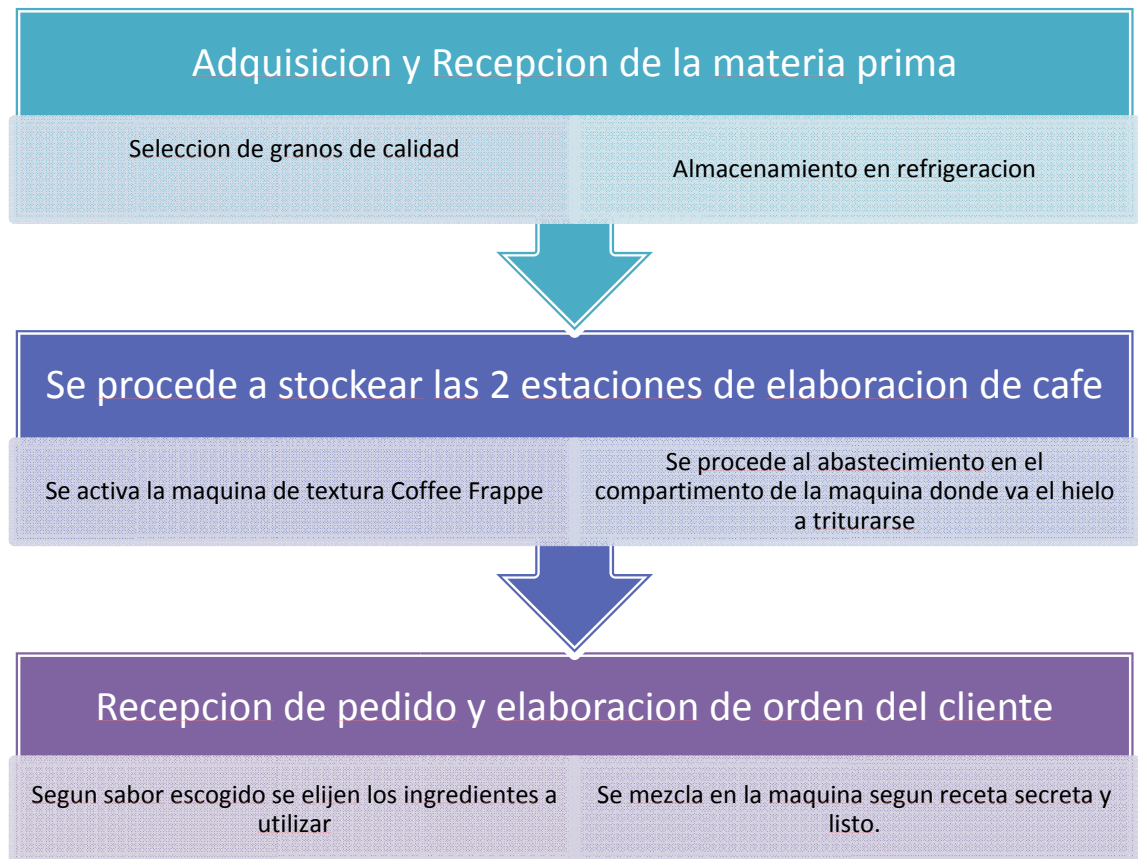 Adquisicion y Recepcion de la materia prima
Seleccion de granos de calidad
Almacenamiento en refrigeracion
Se procede a stockear las 2 estaciones de elaboracion de cafe
Se activa la maquina de textura Coffee Frappe
Se procede al abastecimiento en el
compartimento de la maquina donde va el hielo
a triturarse
Recepcion de pedido y elaboracion de orden del cliente
Segun sabor escogido se elijen los ingredientes a
utilizar
Se mezcla en la maquina segun receta secreta y
listo.